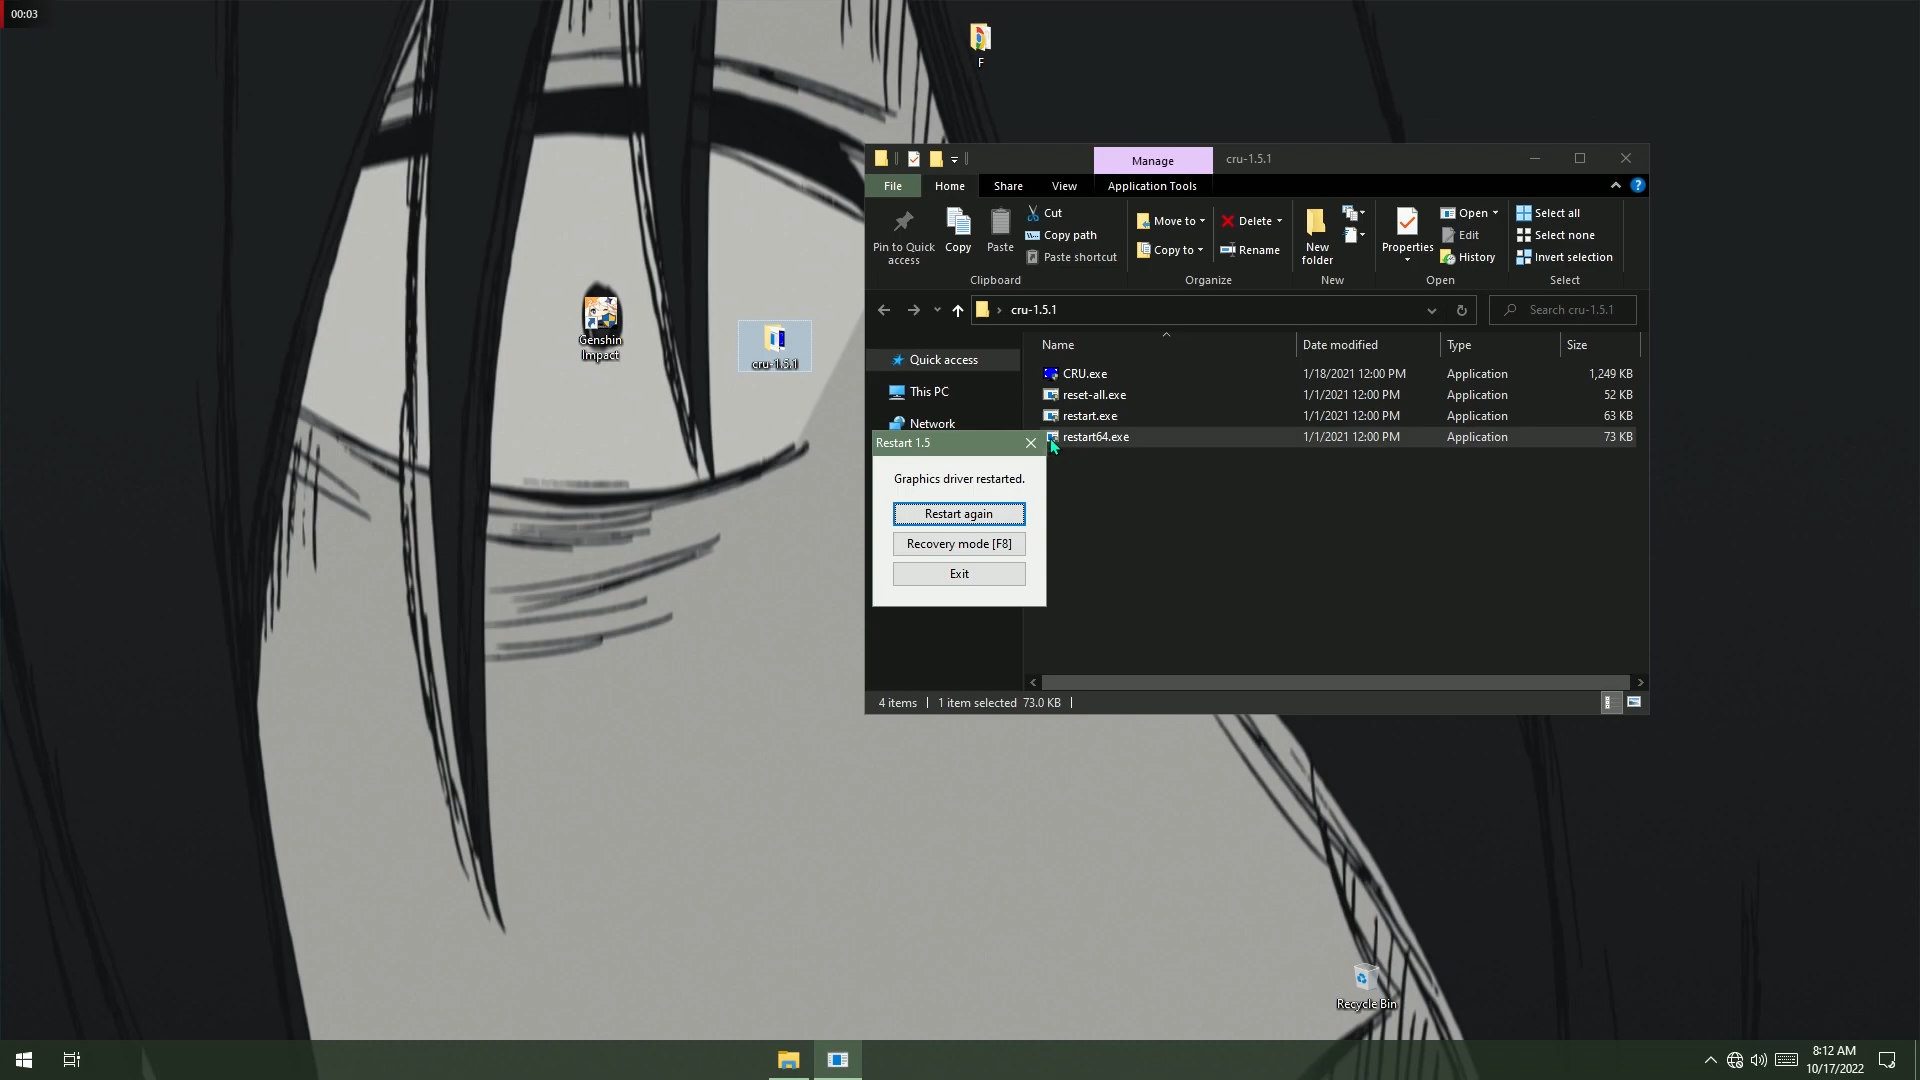 00:03
F
Manage
cru-1.5.1
File
Home
Share
View
Application Tools
Pin to Quick
access
Copy
Paste
Cut
Copy path
Paste shortcut
Clipboard
Move to
Copy to
Delete
Rename
Organize
New
folder
New
Properties
Open
Edit
History
Open
Select all
Select none
Invert selection
Select
cru-1.5.1
Search cru-1.5.1
Genshin
Impact
cru-1.5.1
Quick access
This PC
Network
Name
Date modified
Type
Size
CRU.exe
1/18/2021 12:00 PM
Application
1,249 KB
reset-all.exe
1/1/2021 12:00 PM
Application
52 KB
restart.exe
1/1/2021 12:00 PM
Application
63 KB
restart64.exe
1/1/2021 12:00 PM
Application
73 KB
Restart 1.5
Graphics driver restarted.
Restart again
Recovery mode [F8]
Exit
4 items
1 item selected 73.0 KB
Recycle Bin
8:12 AM
10/17/2022